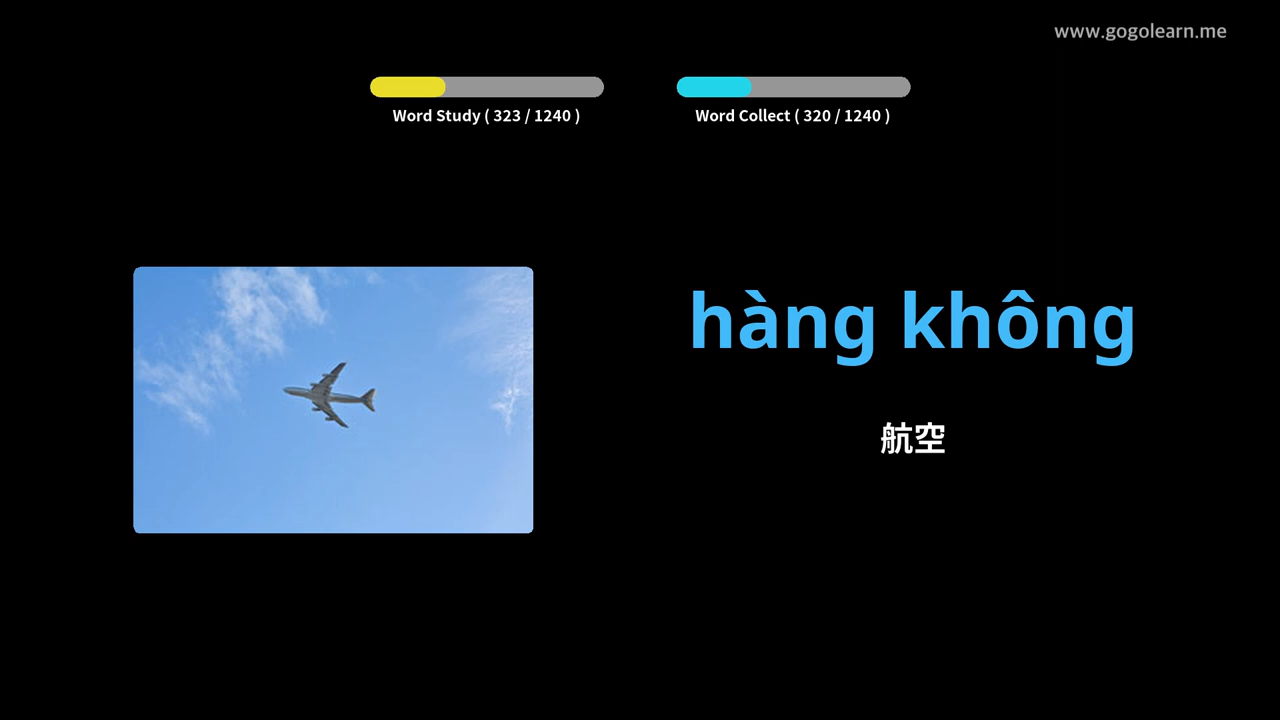 www.gogolearn.me
Word Study ( 323 / 1240 )
Word Collect ( 320 / 1240 )
hàng không
航空